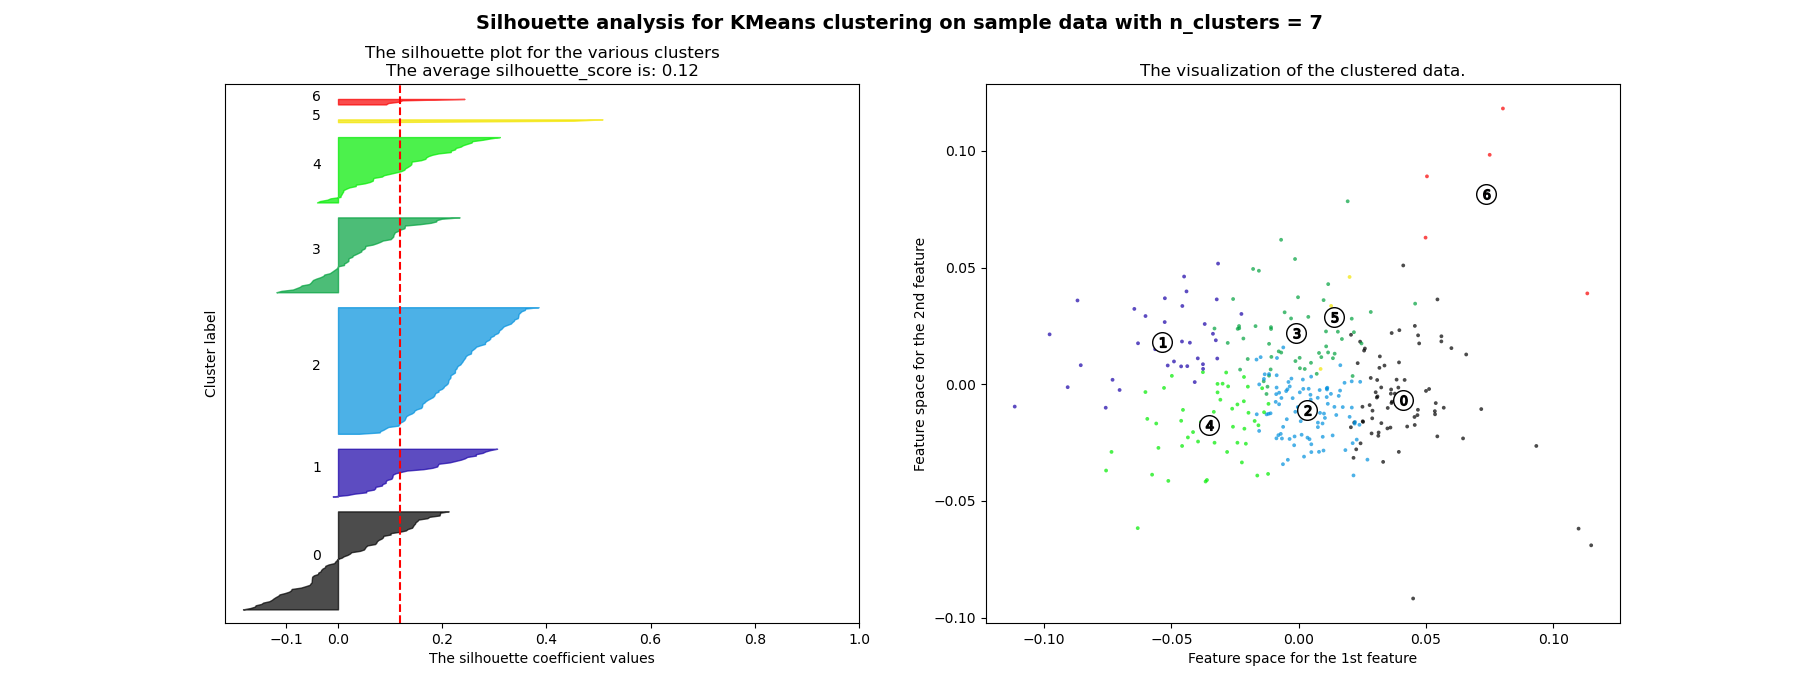 Silhouette analysis for KMeans clustering on sample data with n_clusters = 7
The silhouette plot for the various clusters
The average silhouette_score is: 0.12
6
5
4
3
2
1
0
Cluster label
−0.1 0.0 0.2 0.4 0.6 0.8 1.0
The silhouette coefficient values
The visualization of the clustered data.
0.10
0.05
0.00
−0.05
−0.10
Feature space for the 2nd feature
6
5
3
1
0
2
4
−0.10 −0.05 0.00 0.05 0.10
Feature space for the 1st feature